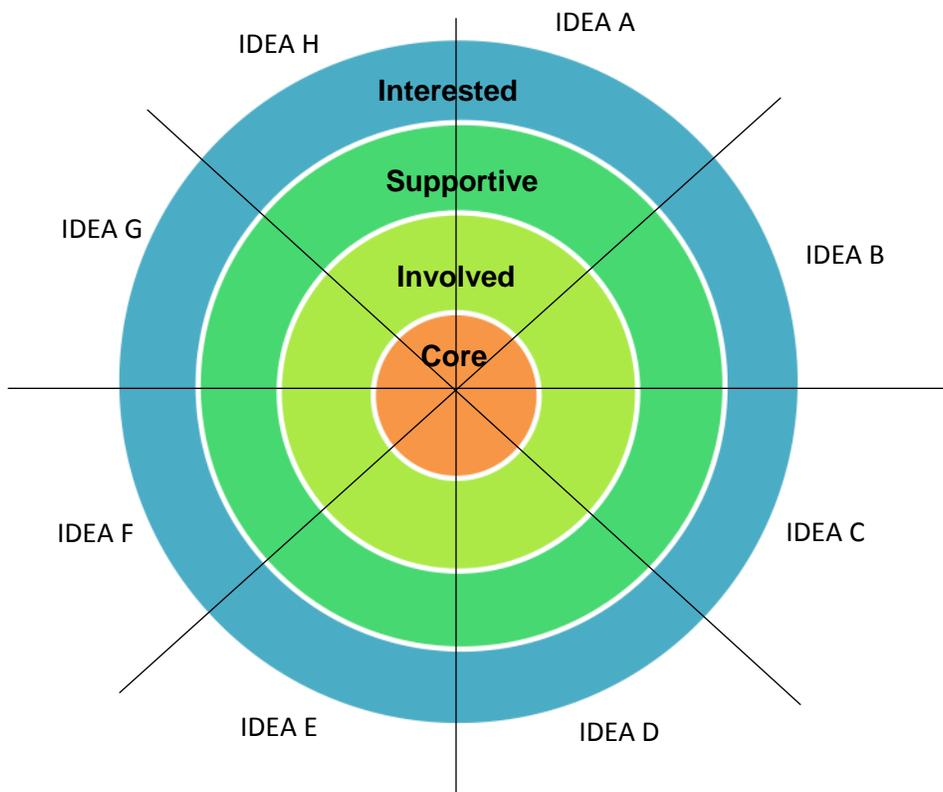 IDEA A
IDEA H
Interested
Supportive
IDEA G
IDEA B
Involved
Core
IDEA F
IDEA C
IDEA E
IDEA D